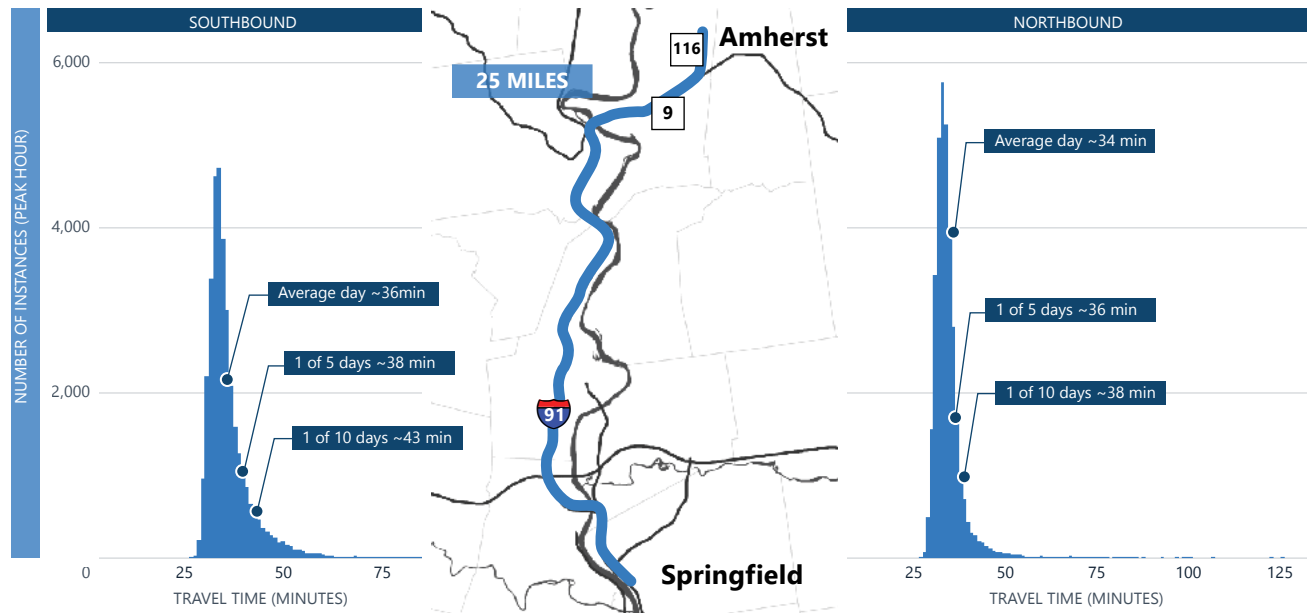 SOUTHBOUND
NUMBER OF INSTANCES (PEAK HOUR)
6,000
4,000
2,000
0
Average day ~36min
1 of 5 days ~38 min
1 of 10 days ~43 min
25
50
75
TRAVEL TIME (MINUTES)
25 MILES
116
Amherst
9
91
Springfield
NORTHBOUND
Average day ~34 min
1 of 5 days ~36 min
1 of 10 days ~38 min
25
50
75
100
125
TRAVEL TIME (MINUTES)